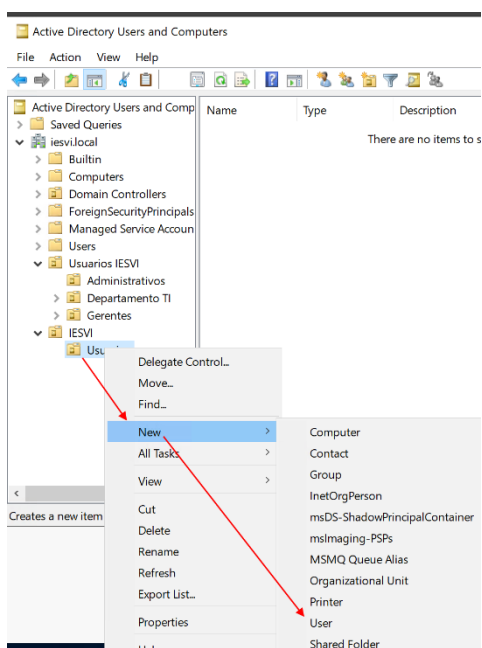 Active Directory Users and Computers
File Action View Help
Active Directory Users and Comp
Name Type Description
Saved Queries
There are no items to s
iesvi.local
Builtin
Computers
Domain Controllers
ForeignSecurityPrincipals
Managed Service Accoun
Users
Usuarios IESVI
Administrativos
Departamento TI
Gerentes
IESVI
Delegate Control...
Move...
Find...
New
All Tasks
View
Cut
Delete
Rename
Refresh
Export List...
Properties
Computer
Contact
Group
InetOrgPerson
msDS-ShadowPrincipalContainer
msImaging-PSPs
MSMQ Queue Alias
Organizational Unit
Printer
User
Shared Folder
Creates a new item